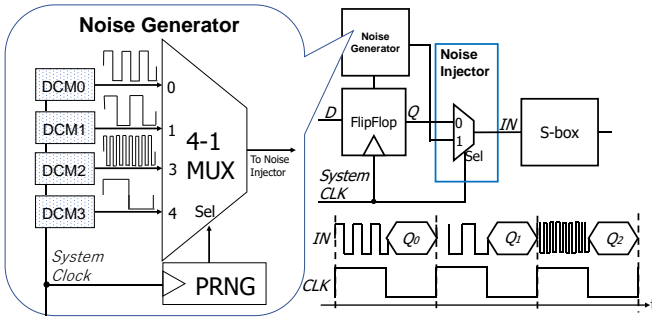 Noise Generator
DCM0
DCM1
DCM2
DCM3
0
1
3
4
4-1
MUX
Sel
To Noise
Injector
System
Clock
PRNG
Noise
Generator
Noise
Injector
D
FlipFlop
Q
0
1
Sel
IN
S-box
System
CLK
IN
Q0
Q1
Q2
CLK
t